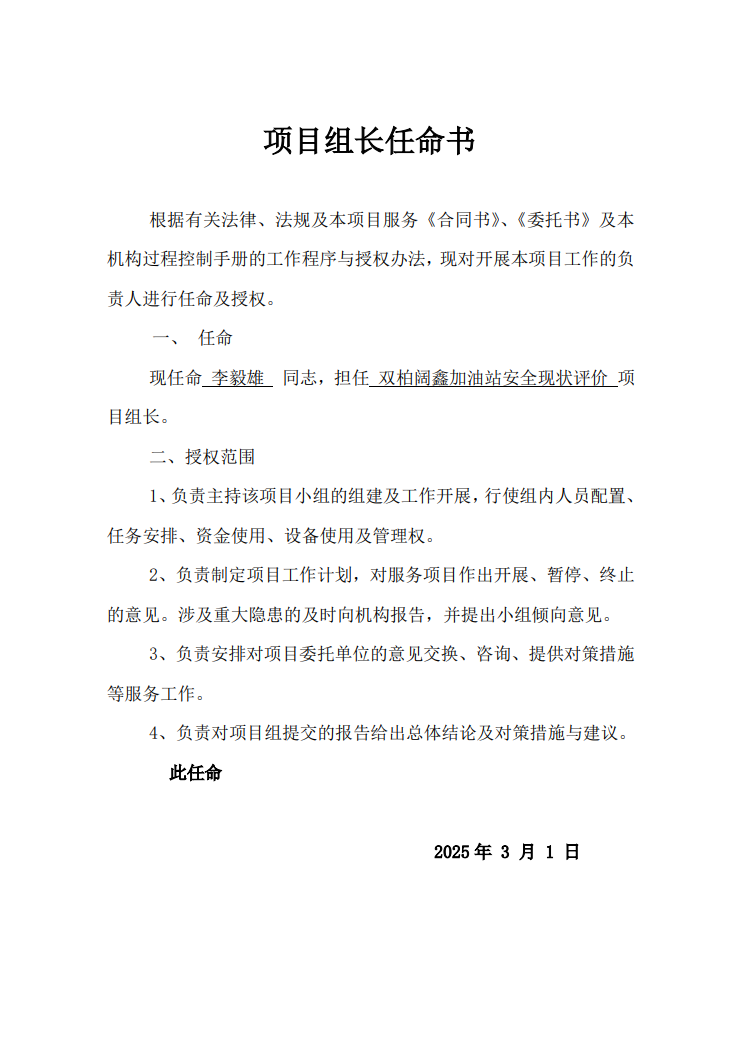 项目组长任命书
根据有关法律、法规及本项目服务《合同书》、《委托书》及本
机构过程控制手册的工作程序与授权办法，现对开展本项目工作的负
责人进行任命及授权。
一、 任命
现任命 李毅雄 同志，担任 双柏阔鑫加油站安全现状评价 项
目组长。
二、授权范围
1、负责主持该项目小组的组建及工作开展，行使组内人员配置、
任务安排、资金使用、设备使用及管理权。
2、负责制定项目工作计划，对服务项目作出开展、暂停、终止
的意见。涉及重大隐患的及时向机构报告，并提出小组倾向意见。
3、负责安排对项目委托单位的意见交换、咨询、提供对策措施
等服务工作。
4、负责对项目组提交的报告给出总体结论及对策措施与建议。
此任命
2025年 3 月 1 日